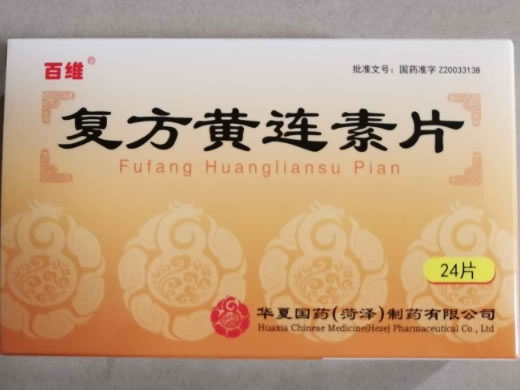 百维®
批准文号：国药准字 Z20033138
复方黄连素片
Fufang Huangliansu Pian
24片
华夏国药(菏泽)制药有限公司
Huaxia Chinese Medicine(Heze) Pharmaceutical Co., Ltd